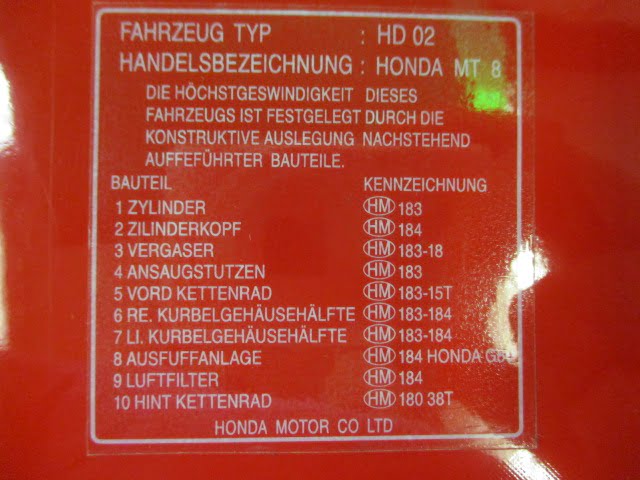 FAHRZEUG TYP : HD 02
HANDELSBEZEICHNUNG : HONDA MT 8
DIE HÖCHSTGESWINDIGKEIT DIESES
FAHRZEUGS IST FESTGELEGT DURCH DIE
KONSTRUKTIVE AUSLEGUNG NACHSTEHEND
AUFFEFÜHRTER BAUTEILE.
BAUTEIL KENNZEICHNUNG
1 ZYLINDER HM 183
2 ZILINDERKOPF HM 184
3 VERGASER HM 183-18
4 ANSAUGSTUTZEN HM 183
5 VORD KETTENRAD HM 183-15T
6 RE. KURBELGEHÄUSEHÄLFTE HM 183-184
7 LI. KURBELGEHÄUSEHÄLFTE HM 183-184
8 AUSFUFFANLAGE HM 184 HONDA
9 LUFTFILTER HM 184
10 HINT KETTENRAD HM 180 38T
HONDA MOTOR CO LTD